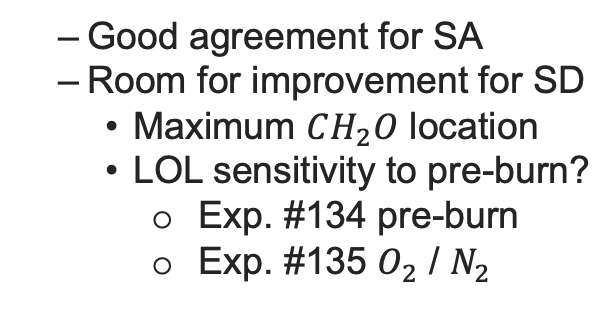 – Good agreement for SA
– Room for improvement for SD
• Maximum CH₂O location
• LOL sensitivity to pre-burn?
o Exp. #134 pre-burn
o Exp. #135 O₂ / N₂